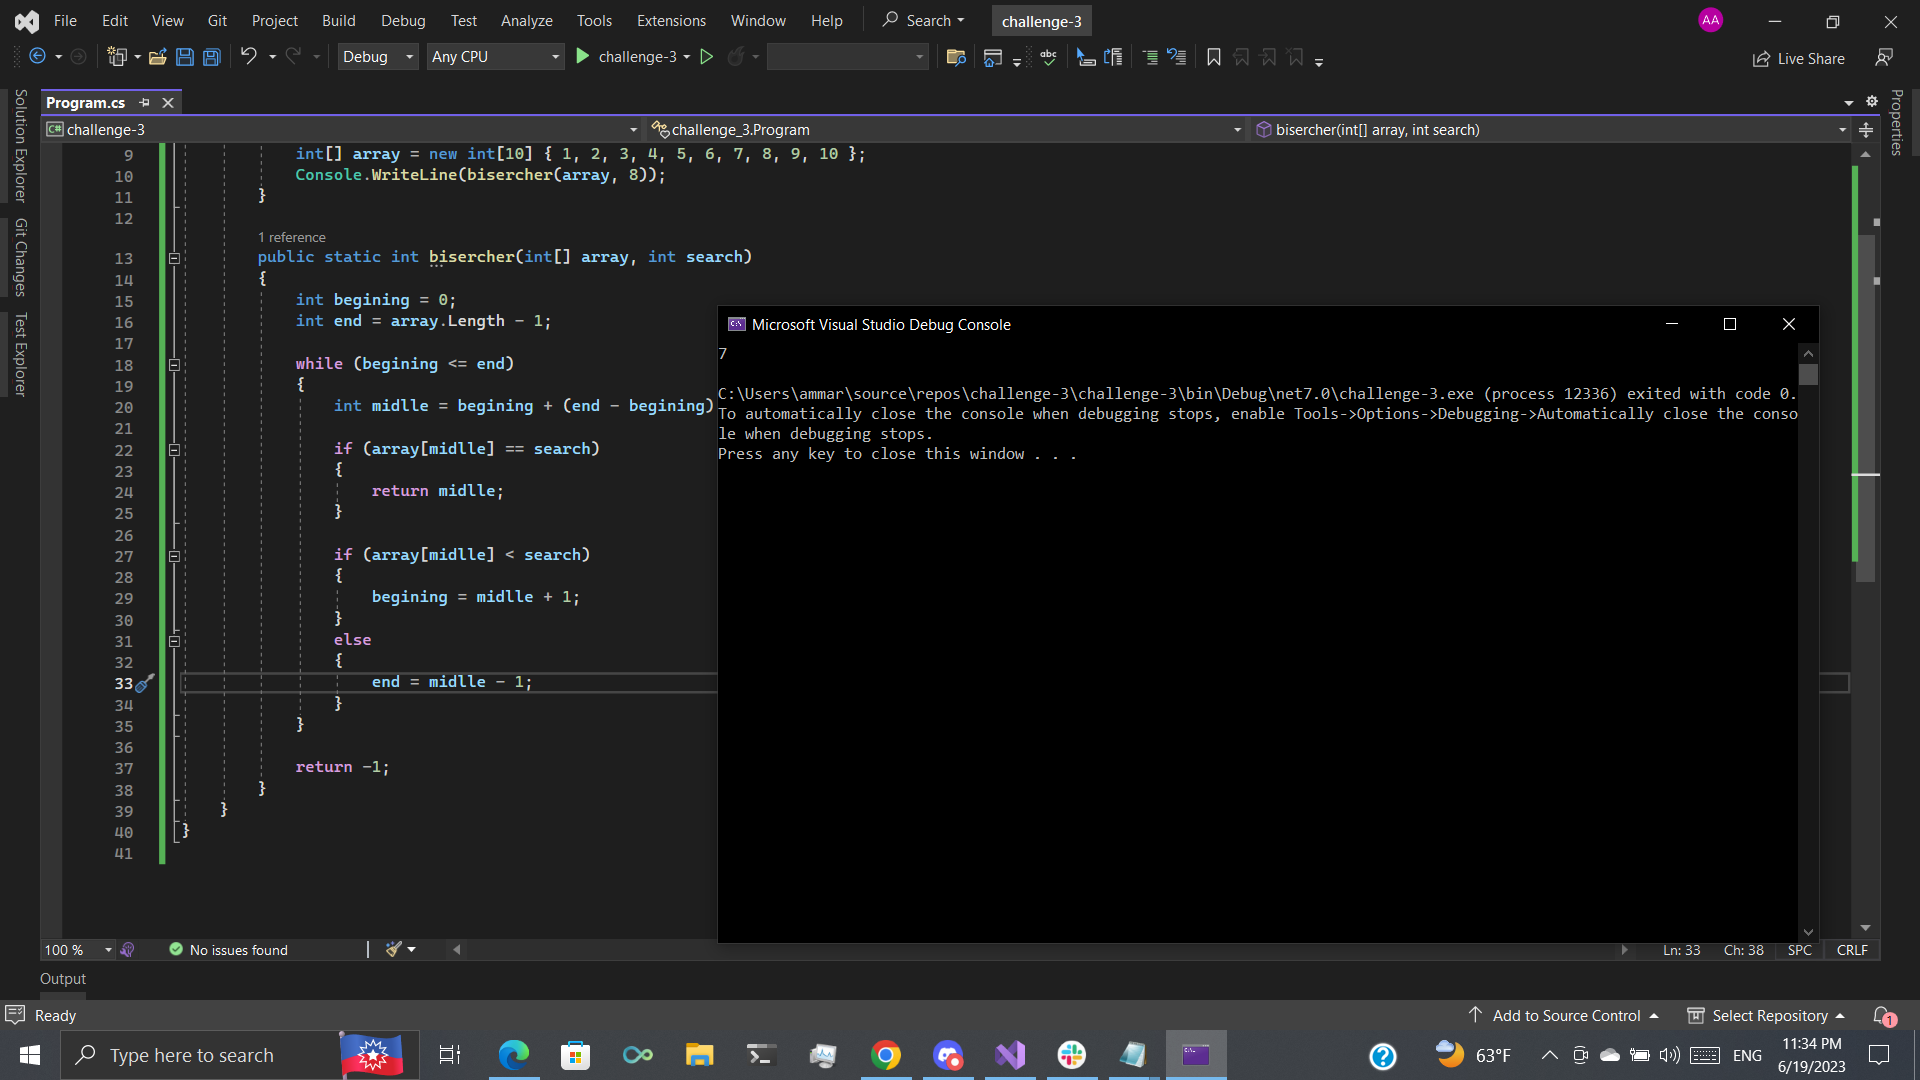 File Edit View Git Project Build Debug Test Analyze Tools Extensions Window Help Search challenge-3 AA
Debug Any CPU challenge-3 abc Live Share
Solution Explorer
Git Changes
Test Explorer
Properties
Program.cs
C# challenge-3 challenge_3.Program bisercher(int[] array, int search)
9 int[] array = new int[10] { 1, 2, 3, 4, 5, 6, 7, 8, 9, 10 };
10 Console.WriteLine(bisercher(array, 8));
11 }
12
1 reference
13 public static int bisercher(int[] array, int search)
14 {
15 int begining = 0;
16 int end = array.Length - 1;
17
18 while (begining <= end)
19 {
20 int midlle = begining + (end - begining)
21
22 if (array[midlle] == search)
23 {
24 return midlle;
25 }
26
27 if (array[midlle] < search)
28 {
29 begining = midlle + 1;
30 }
31 else
32 {
33 end = midlle - 1;
34 }
35 }
36
37 return -1;
38 }
39 }
40 }
41
Microsoft Visual Studio Debug Console
7
C:\Users\ammar\source\repos\challenge-3\challenge-3\bin\Debug\net7.0\challenge-3.exe (process 12336) exited with code 0.
To automatically close the console when debugging stops, enable Tools->Options->Debugging->Automatically close the conso
le when debugging stops.
Press any key to close this window . . .
100 % No issues found Ln: 33 Ch: 38 SPC CRLF
Output
Ready Add to Source Control Select Repository 1
Type here to search 63°F ENG 11:34 PM
6/19/2023